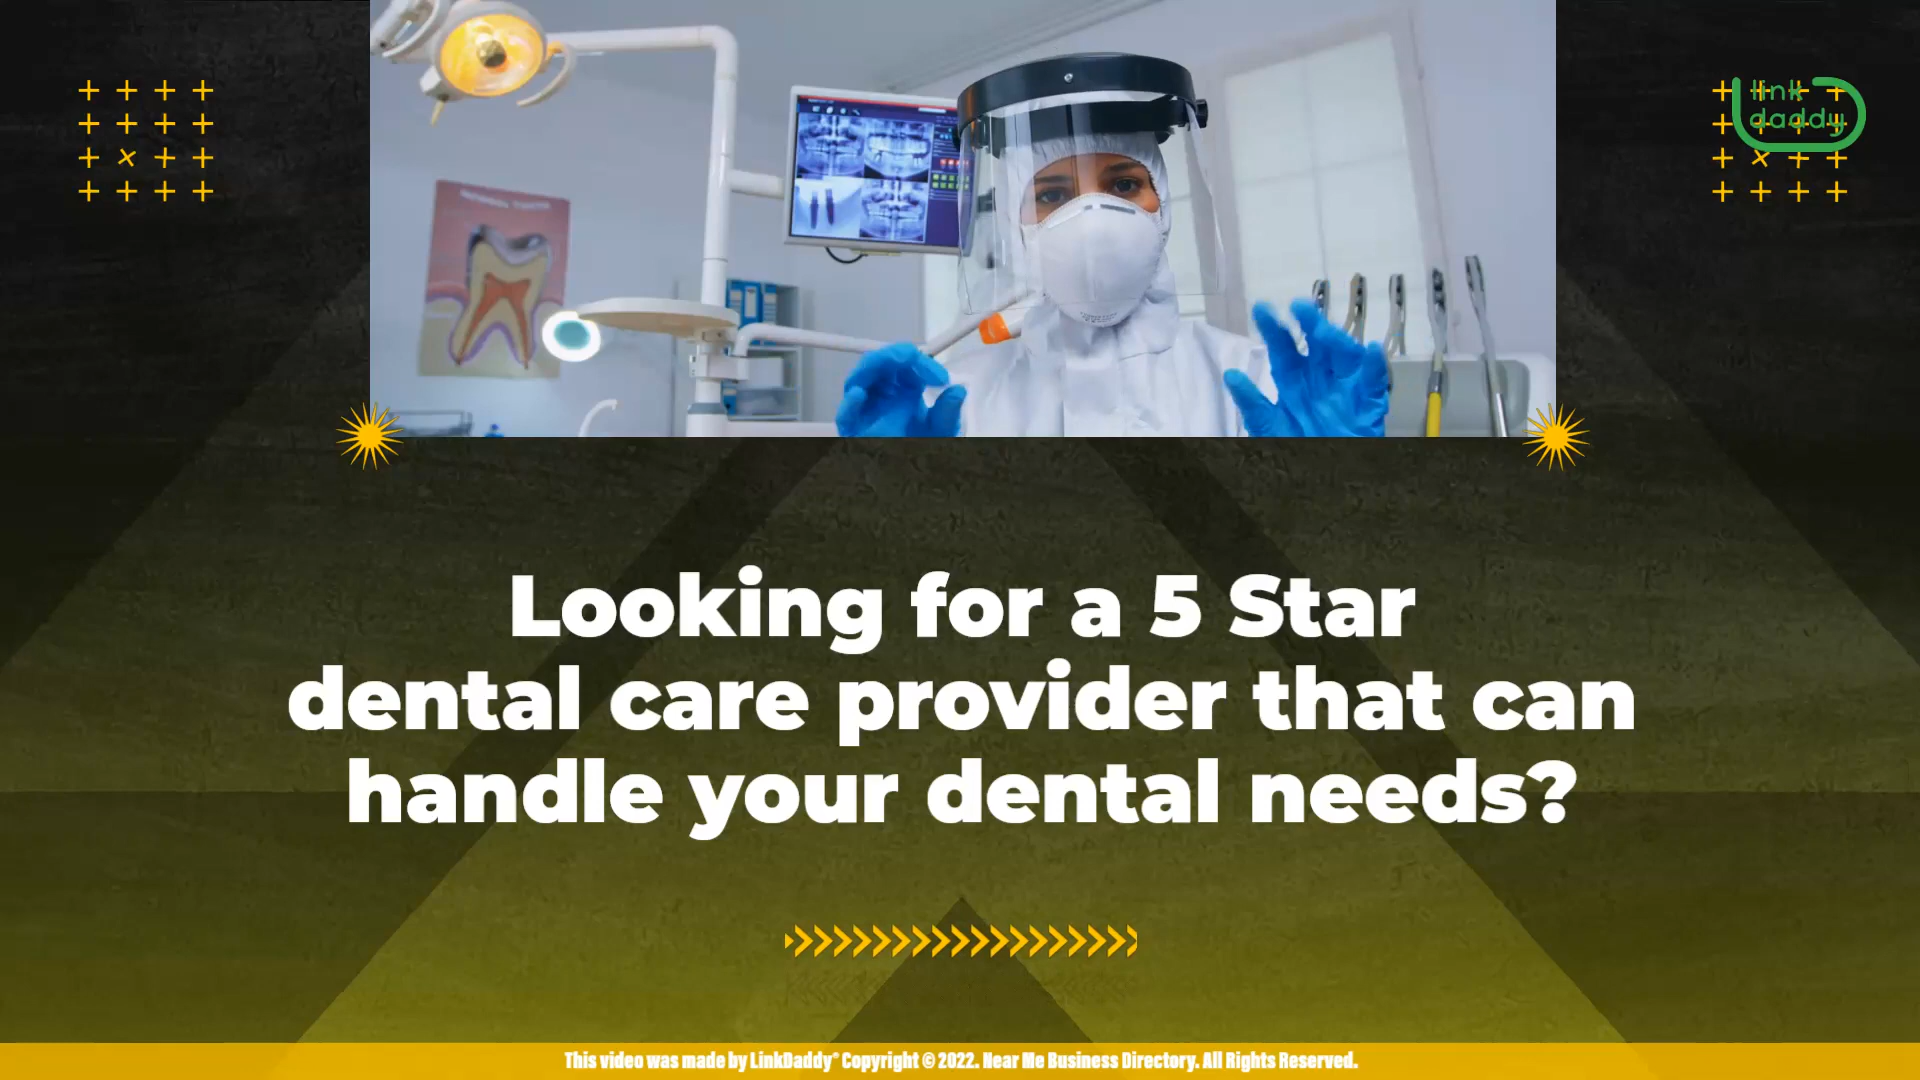 link
daddy
Looking for a 5 Star
dental care provider that can
handle your dental needs?
This video was made by LinkDaddy® Copyright © 2022. Near Me Business Directory. All Rights Reserved.